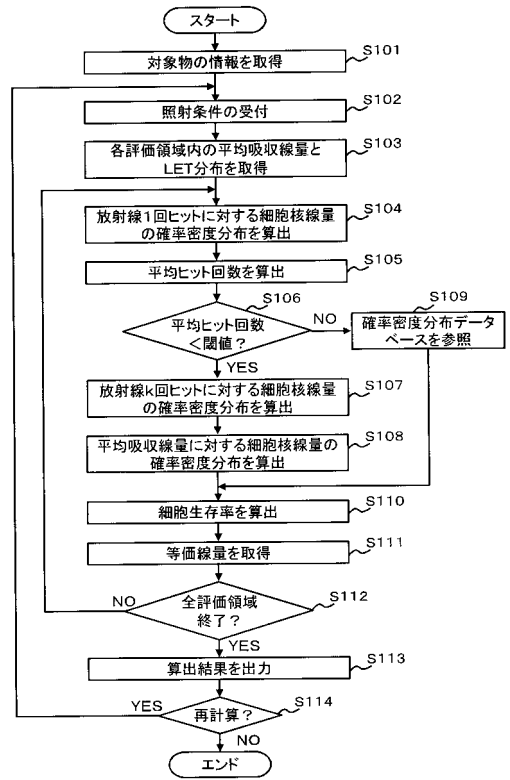 スタート
対象物の情報を取得
S101
照射条件の受付
S102
各評価領域内の平均吸収線量と
LET分布を取得
S103
放射線1回ヒットに対する細胞核線量
の確率密度分布を算出
S104
平均ヒット回数を算出
S105
平均ヒット回数
<閾値?
S106
NO
YES
確率密度分布データ
ベースを参照
S109
放射線k回ヒットに対する細胞核線量
の確率密度分布を算出
S107
平均吸収線量に対する細胞核線量の
確率密度分布を算出
S108
細胞生存率を算出
S110
等価線量を取得
S111
全評価領域
終了?
S112
NO
YES
算出結果を出力
S113
再計算?
S114
YES
NO
エンド